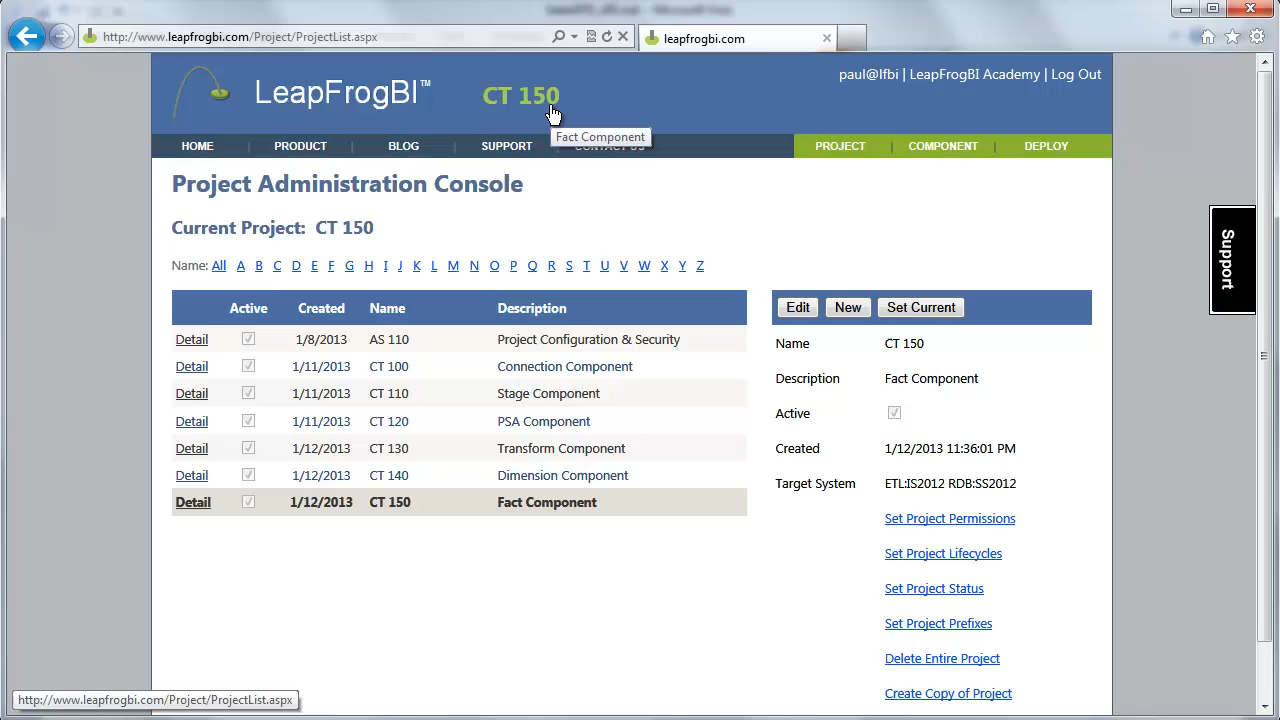 http://www.leapfrogbi.com/Project/ProjectList.aspx
leapfrogbi.com
LeapFrogBI™
CT 150
paul@lfbi | LeapFrogBI Academy | Log Out
Fact Component
HOME | PRODUCT | BLOG | SUPPORT | CONTACT US
PROJECT | COMPONENT | DEPLOY
Project Administration Console
Current Project: CT 150
Name: All A B C D E F G H I J K L M N O P Q R S T U V W X Y Z
Active Created Name Description
Detail 1/8/2013 AS 110 Project Configuration & Security
Detail 1/11/2013 CT 100 Connection Component
Detail 1/11/2013 CT 110 Stage Component
Detail 1/11/2013 CT 120 PSA Component
Detail 1/12/2013 CT 130 Transform Component
Detail 1/12/2013 CT 140 Dimension Component
Detail 1/12/2013 CT 150 Fact Component
Edit New Set Current
Name CT 150
Description Fact Component
Active
Created 1/12/2013 11:36:01 PM
Target System ETL:IS2012 RDB:SS2012
Set Project Permissions
Set Project Lifecycles
Set Project Status
Set Project Prefixes
Delete Entire Project
Create Copy of Project
Support
http://www.leapfrogbi.com/Project/ProjectList.aspx